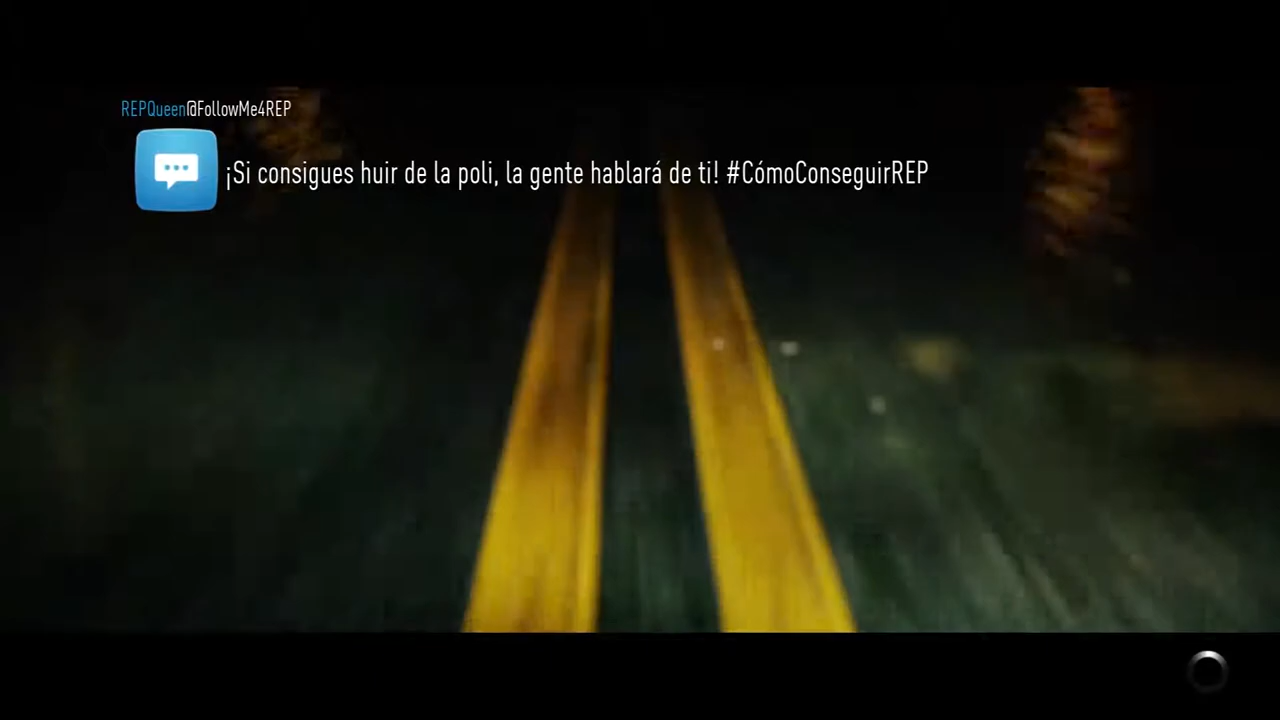 REPQueen@FollowMe4REP
¡Si consigues huir de la poli, la gente hablará de ti! #CómoConseguirREP